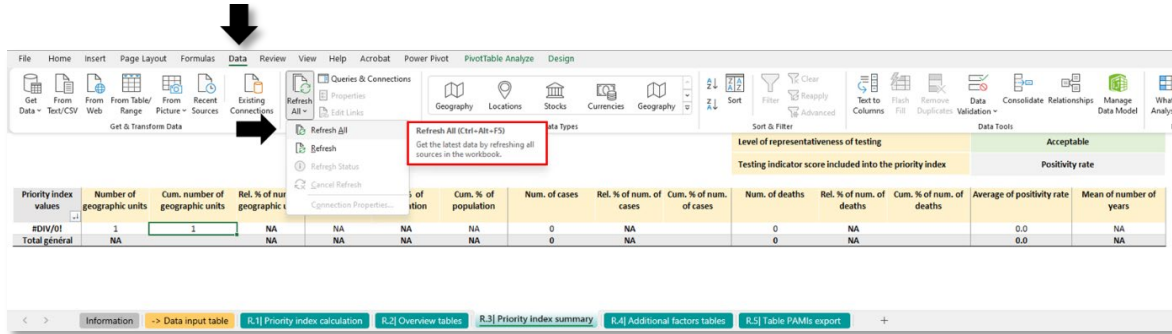 File Home Insert Page Layout Formulas Data Review View Help Acrobat Power Pivot PivotTable Analyze Design
Get Data
From Text/CSV
From Web
From Table/ Range
From Picture
Recent Sources
Existing Connections
Get & Transform Data
Refresh All
Queries & Connections
Properties
Edit Links
Geography Locations Stocks Currencies Geography
Data Types
Sort
Filter
Clear
Reapply
Advanced
Sort & Filter
Text to Columns
Flash Fill
Remove Duplicates
Data Validation
Consolidate
Relationships
Manage Data Model
Data Tools
Refresh All
Refresh
Refresh Status
Cancel Refresh
Connection Properties...
Refresh All (Ctrl+Alt+F5)
Get the latest data by refreshing all
sources in the workbook.
Level of representativeness of testing Acceptable
Testing indicator score included into the priority index Positivity rate
Priority index values
Number of geographic units
Cum. number of geographic units
Cum. % of population
Num. of cases
Rel. % of num. of cases
Cum. % of num. of cases
Num. of deaths
Rel. % of num. of deaths
Cum. % of num. of deaths
Average of positivity rate
Mean of number of years
#DIV/0! 1 1 NA NA NA NA 0 NA 0 NA 0.0 NA
Total général NA NA NA NA NA 0 NA 0 NA 0.0 NA
Information -> Data input table R.1| Priority index calculation R.2| Overview tables R.3| Priority index summary R.4| Additional factors tables R.5| Table PAMIs export +